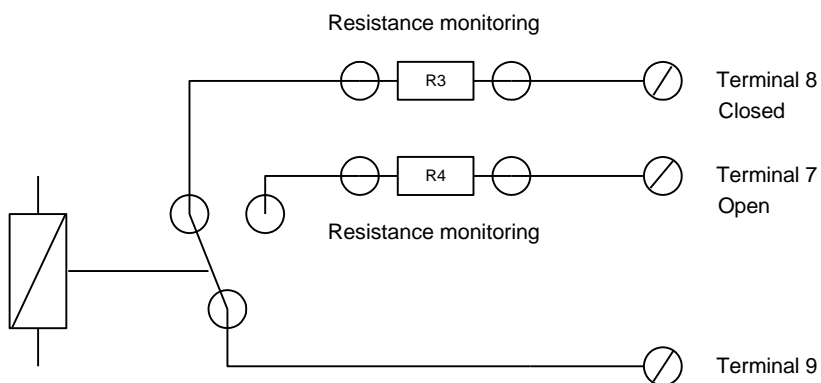 Resistance monitoring
R3
Terminal 8
Closed
R4
Terminal 7
Open
Resistance monitoring
Terminal 9